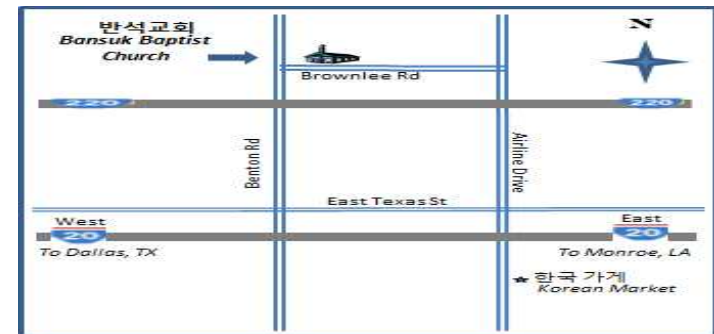 반석교회
Bansuk Baptist
Church
N
Brownlee Rd
220
220
Benton Rd
Airline Drive
East Texas St
West
20
To Dallas, TX
East
20
To Monroe, LA
한국 가게
Korean Market